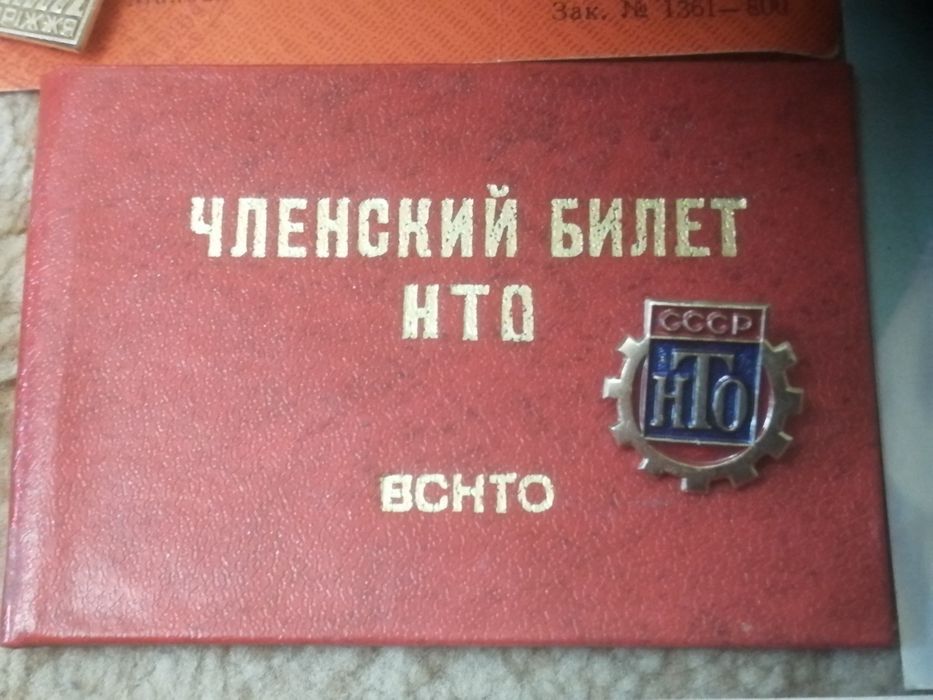 Зак. № 1361—800
ЧЛЕНСКИЙ БИЛЕТ
НТО
СССР
НТО
ВСНТО